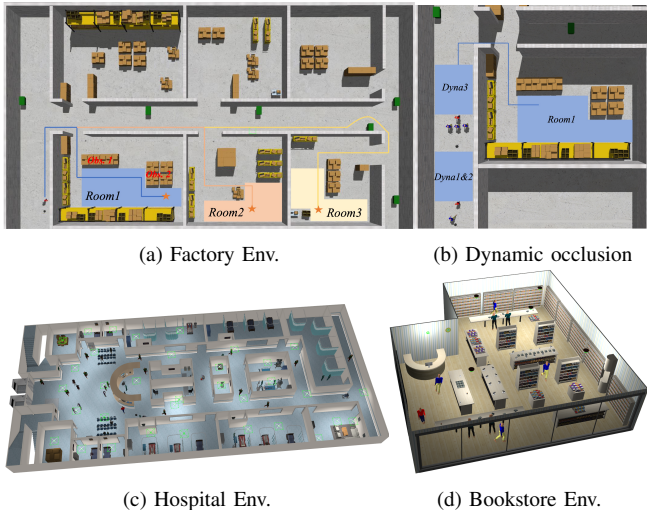 Room1
Room2
Room3
(a) Factory Env.
Dyna3
Room1
Dyna1&2
(b) Dynamic occlusion
(c) Hospital Env.
(d) Bookstore Env.